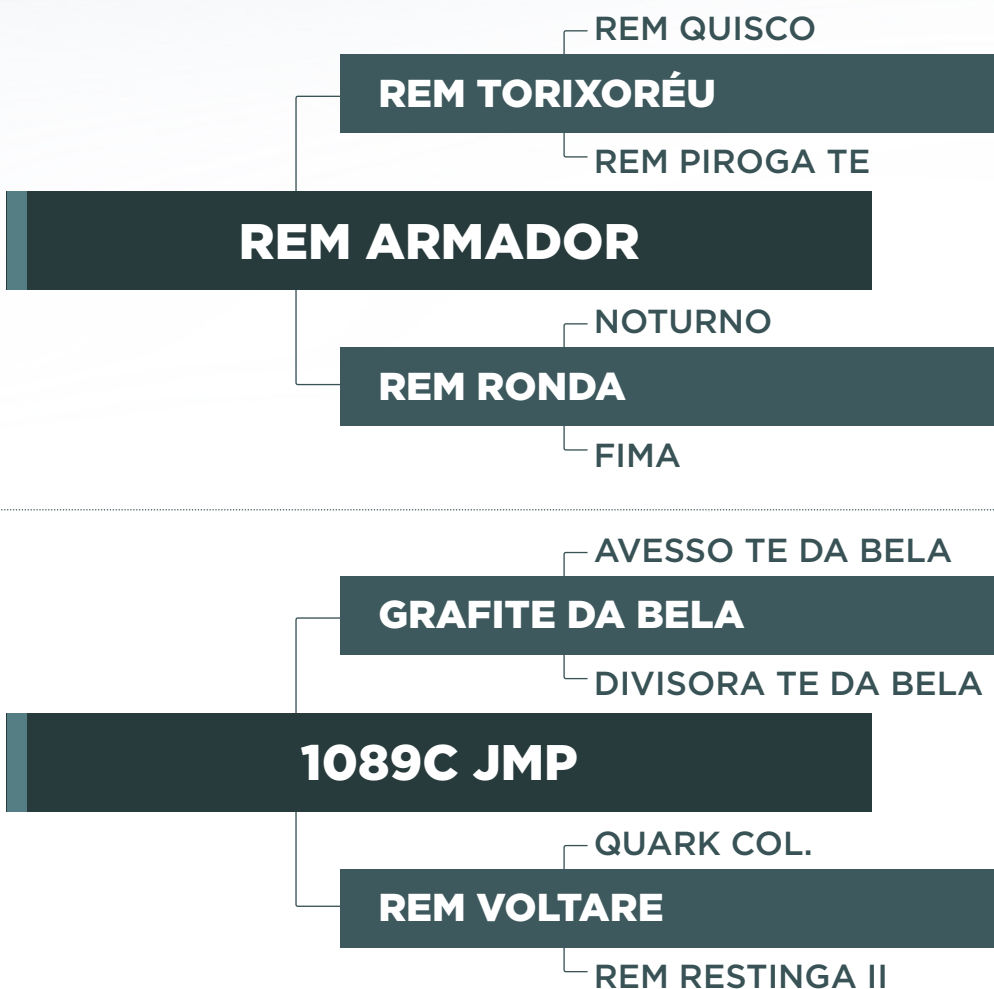 REM QUISCO
REM TORIXORÉU
REM PIROGA TE
REM ARMADOR
NOTURNO
REM RONDA
FIMA
AVESSO TE DA BELA
GRAFITE DA BELA
DIVISORA TE DA BELA
1089C JMP
QUARK COL.
REM VOLTARE
REM RESTINGA II